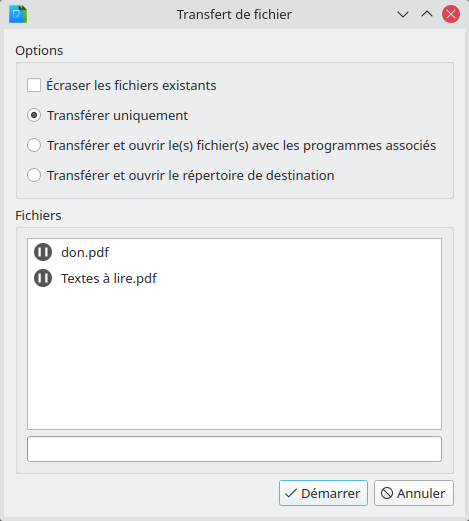 Transfert de fichier
Options
Écraser les fichiers existants
Transférer uniquement
Transférer et ouvrir le(s) fichier(s) avec les programmes associés
Transférer et ouvrir le répertoire de destination
Fichiers
don.pdf
Textes à lire.pdf
Démarrer
Annuler